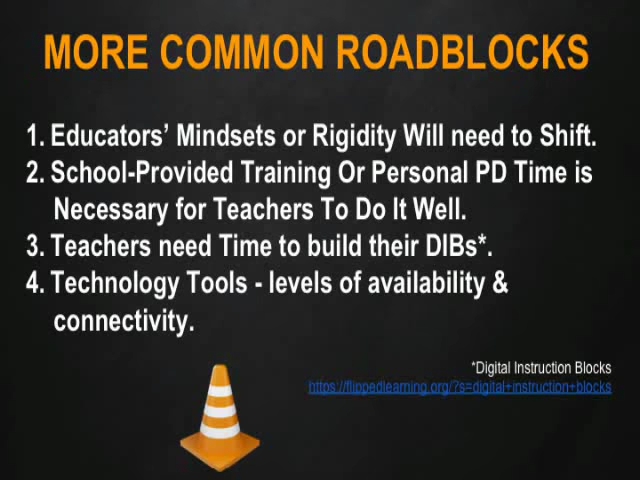 MORE COMMON ROADBLOCKS
1. Educators’ Mindsets or Rigidity Will need to Shift.
2. School-Provided Training Or Personal PD Time is
Necessary for Teachers To Do It Well.
3. Teachers need Time to build their DIBs*.
4. Technology Tools - levels of availability &
connectivity.
*Digital Instruction Blocks
https://flippedlearning.org/?s=digital+instruction+blocks